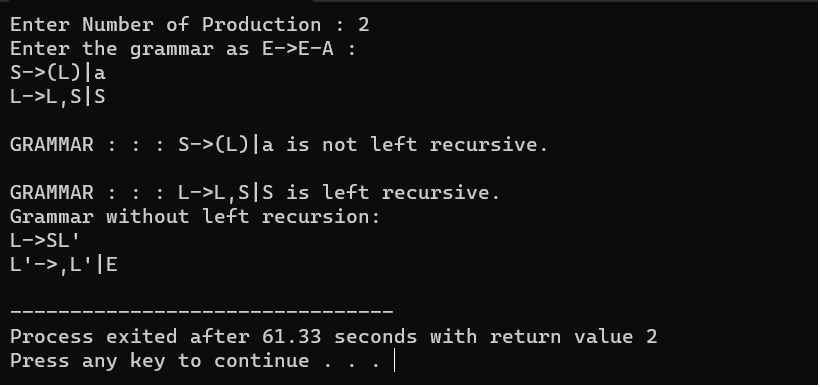 Enter Number of Production : 2
Enter the grammar as E->E-A :
S->(L)|a
L->L,S|S
GRAMMAR : : : S->(L)|a is not left recursive.
GRAMMAR : : : L->L,S|S is left recursive.
Grammar without left recursion:
L->SL'
L'->,L'|E
--------------------------------
Process exited after 61.33 seconds with return value 2
Press any key to continue . . .